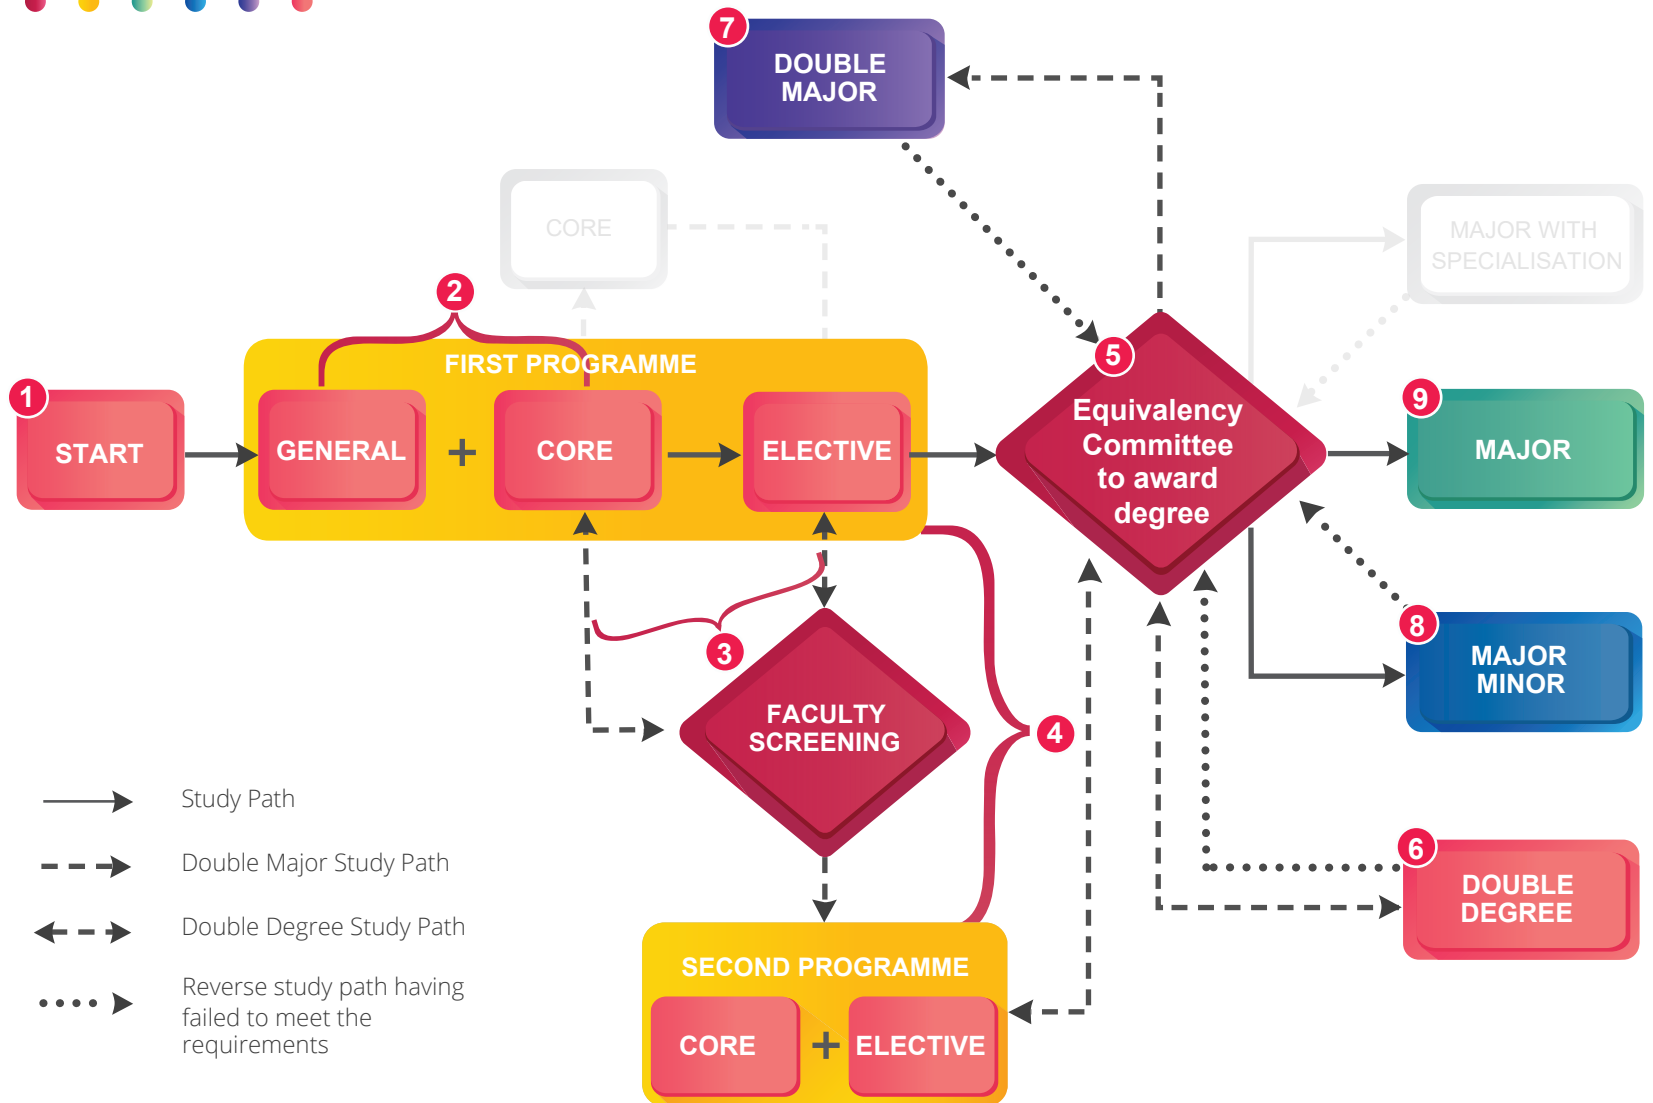 7
DOUBLE
MAJOR
CORE
MAJOR WITH
SPECIALISATION
2
FIRST PROGRAMME
1
START
GENERAL
+
CORE
ELECTIVE
5
Equivalency
Committee
to award
degree
9
MAJOR
3
8
MAJOR
MINOR
FACULTY
SCREENING
4
6
DOUBLE
DEGREE
Study Path
Double Major Study Path
Double Degree Study Path
Reverse study path having
failed to meet the
requirements
SECOND PROGRAMME
CORE
+
ELECTIVE